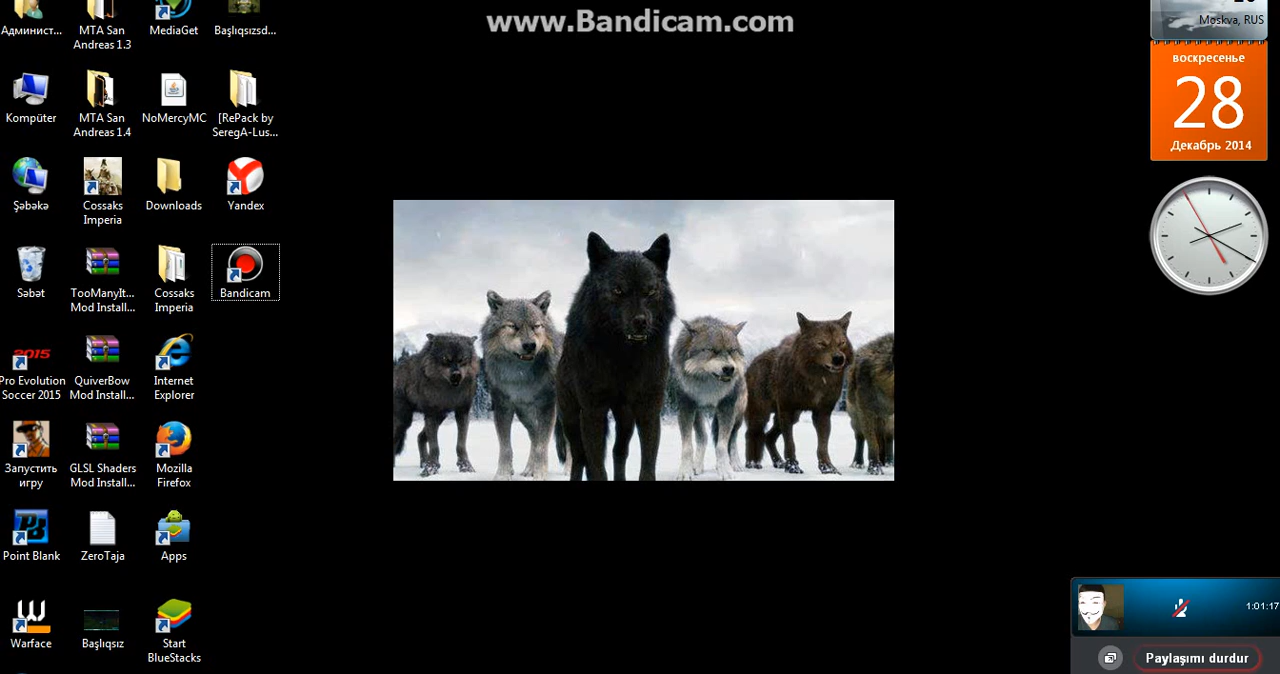 www.Bandicam.com
Админист...
MTA San
Andreas 1.3
MediaGet
Başlıqsızsd...
Kompüter
MTA San
Andreas 1.4
NoMercyMC
[RePack by
SeregA-Lus...
Şəbəkə
Cossaks
Imperia
Downloads
Yandex
Səbət
TooManyIt...
Mod Install...
Cossaks
Imperia
Bandicam
2015
Pro Evolution
Soccer 2015
QuiverBow
Mod Install...
Internet
Explorer
Запустить
игру
GLSL Shaders
Mod Install...
Mozilla
Firefox
PB
Point Blank
ZeroTaja
Apps
Warface
Başlıqsız
Start
BlueStacks
Moskva, RUS
воскресенье
28
Декабрь 2014
1:01:17
Paylaşımı durdur